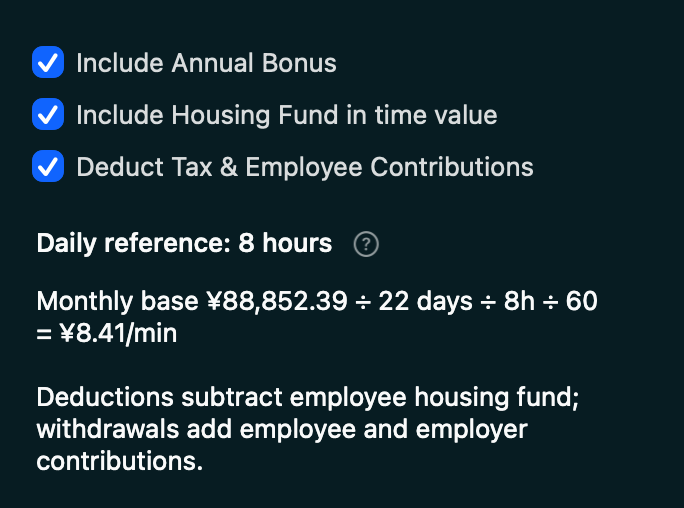 Include Annual Bonus
Include Housing Fund in time value
Deduct Tax & Employee Contributions
Daily reference: 8 hours ?
Monthly base ¥88,852.39 ÷ 22 days ÷ 8h ÷ 60
= ¥8.41/min
Deductions subtract employee housing fund;
withdrawals add employee and employer
contributions.